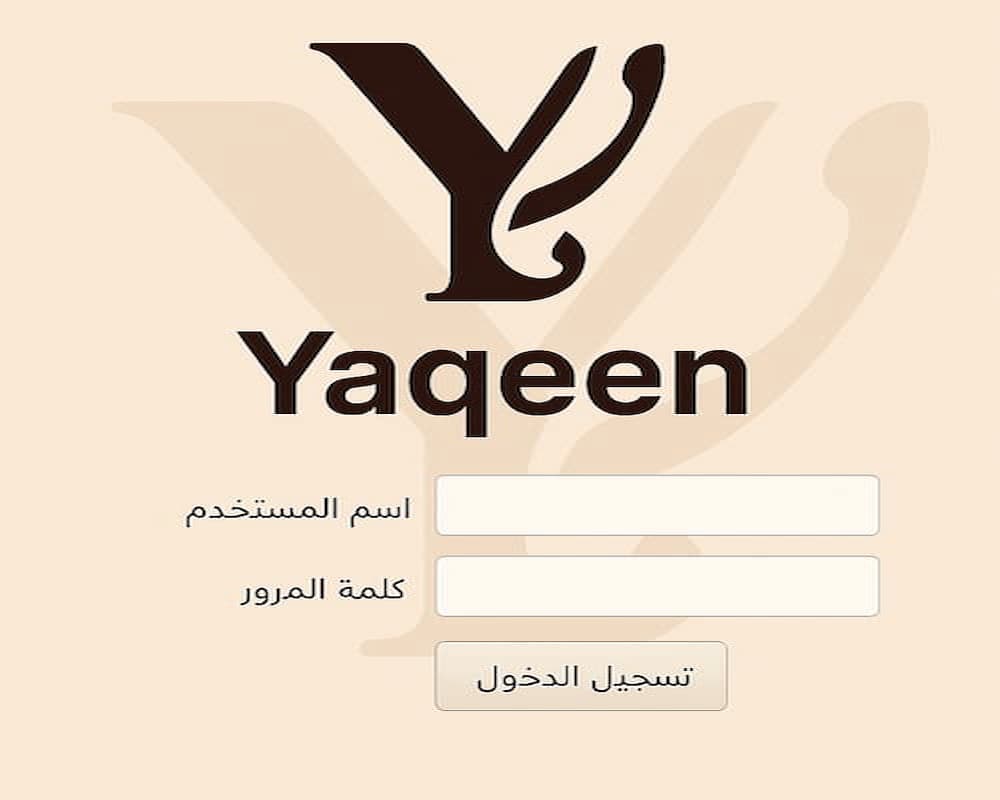 Yaqeen
اسم المستخدم
كلمة المرور
تسجيل الدخول